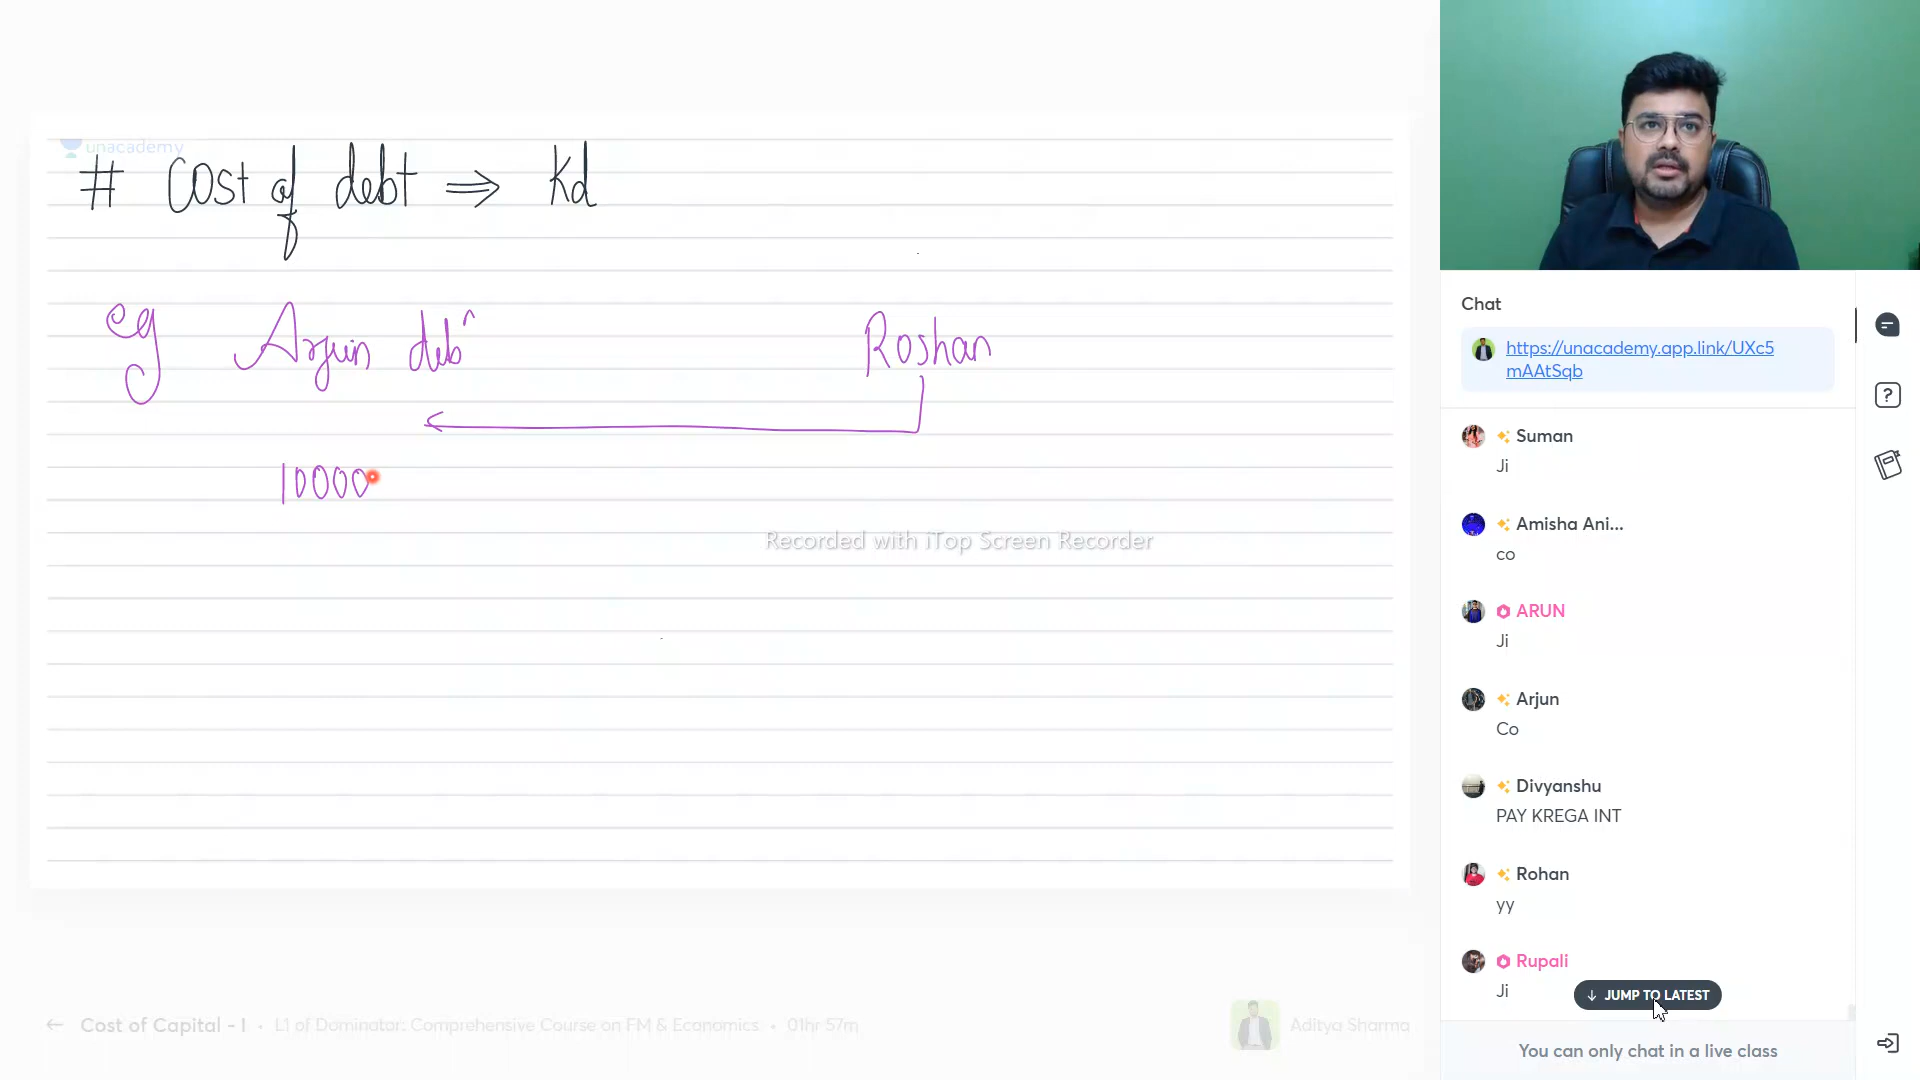 unacademy
# Cost of debt ⇒ Kd
eg Arjun deb Roshan
10000
Recorded with iTop Screen Recorder
← Cost of Capital - I • L1 of Dominator: Comprehensive Course on FM & Economics • 01hr 57m
Aditya Sharma
Chat
https://unacademy.app.link/UXc5
mAAtSqb
Suman
Ji
Amisha Ani...
co
ARUN
Ji
Arjun
Co
Divyanshu
PAY KREGA INT
Rohan
yy
Rupali
Ji
↓ JUMP TO LATEST
You can only chat in a live class